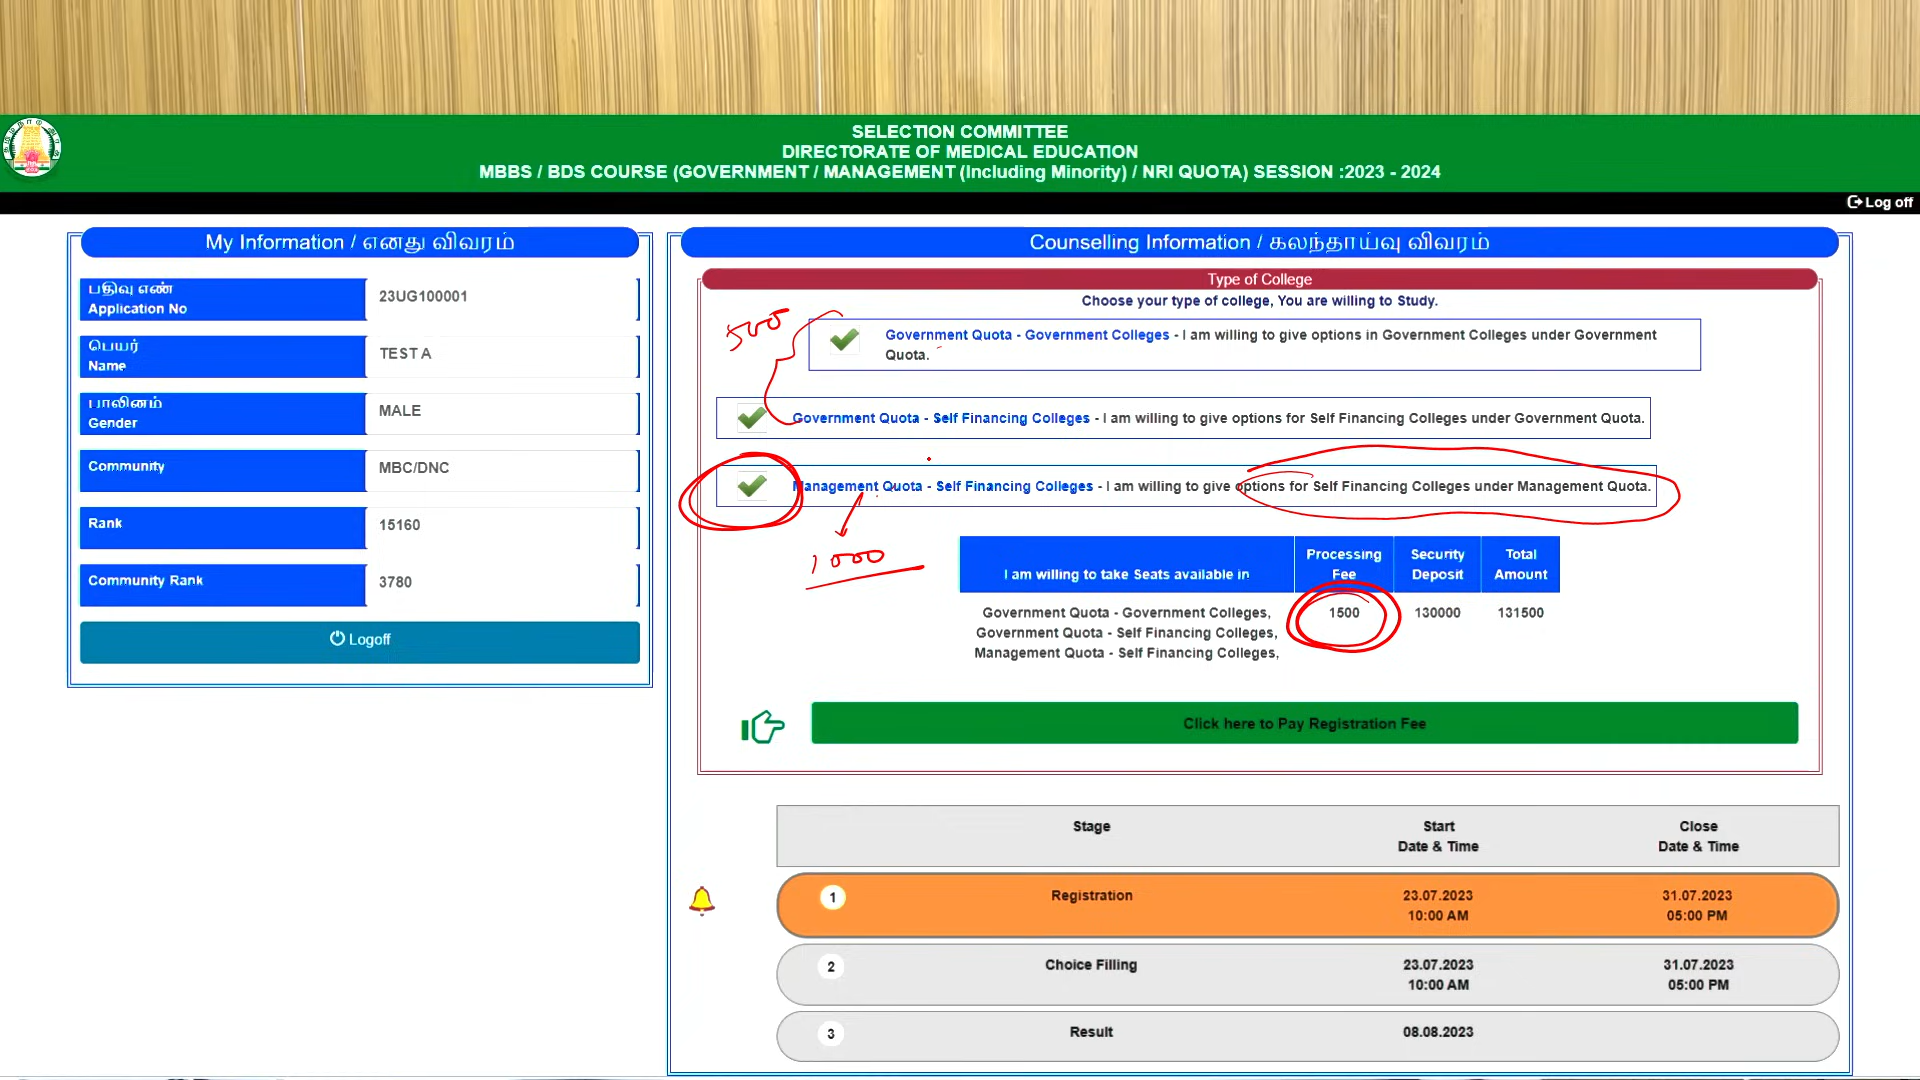 SELECTION COMMITTEE
DIRECTORATE OF MEDICAL EDUCATION
MBBS / BDS COURSE (GOVERNMENT / MANAGEMENT (Including Minority) / NRI QUOTA) SESSION :2023 - 2024
Log off
My Information / எனது விவரம்
பதிவு எண்
Application No
23UG100001
பெயர்
Name
TEST A
பாலினம்
Gender
MALE
Community
MBC/DNC
Rank
15160
Community Rank
3780
Logoff
Counselling Information / கலந்தாய்வு விவரம்
Type of College
Choose your type of college, You are willing to Study.
500
Government Quota - Government Colleges - I am willing to give options in Government Colleges under Government
Quota.
Government Quota - Self Financing Colleges - I am willing to give options for Self Financing Colleges under Government Quota.
Management Quota - Self Financing Colleges - I am willing to give options for Self Financing Colleges under Management Quota.
1000
I am willing to take Seats available in
Processing
Fee
Security
Deposit
Total
Amount
Government Quota - Government Colleges,
Government Quota - Self Financing Colleges,
Management Quota - Self Financing Colleges,
1500
130000
131500
Click here to Pay Registration Fee
Stage
Start
Date & Time
Close
Date & Time
1
Registration
23.07.2023
10:00 AM
31.07.2023
05:00 PM
2
Choice Filling
23.07.2023
10:00 AM
31.07.2023
05:00 PM
3
Result
08.08.2023